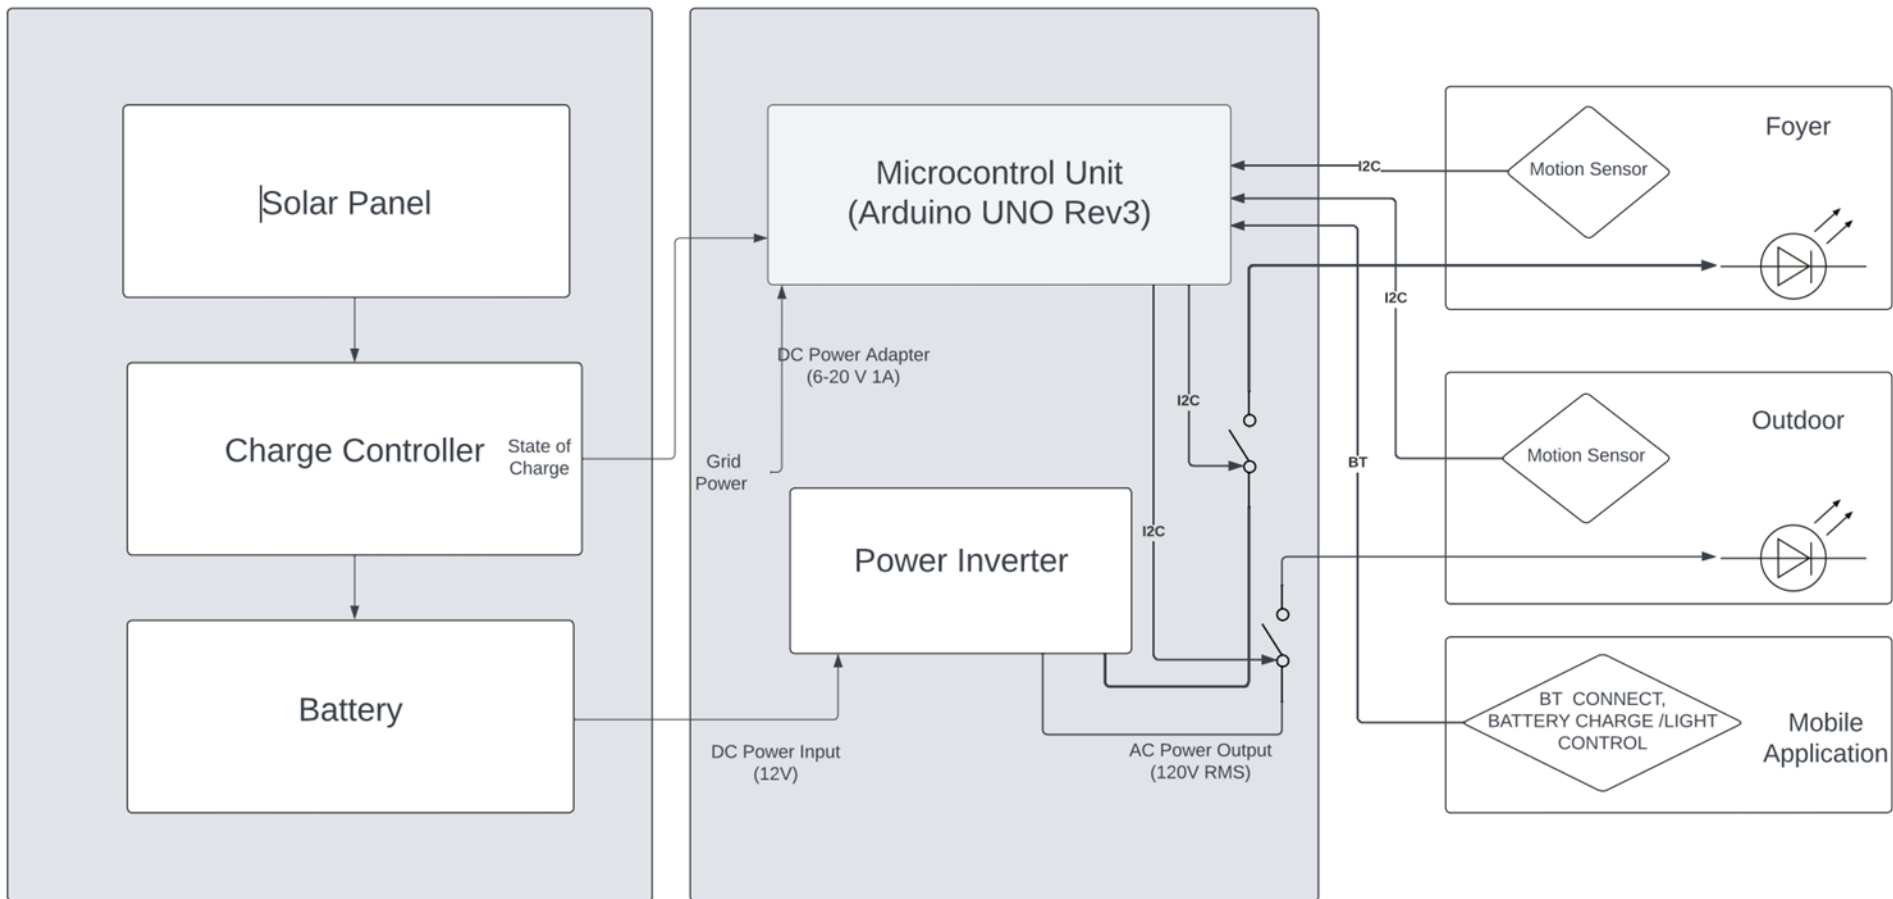 Solar Panel
Charge Controller
State of
Charge
Battery
Microcontrol Unit
(Arduino UNO Rev3)
DC Power Adapter
(6-20 V 1A)
Grid
Power
Power Inverter
DC Power Input
(12V)
AC Power Output
(120V RMS)
I2C
I2C
I2C
I2C
BT
Foyer
Motion Sensor
Outdoor
Motion Sensor
BT CONNECT,
BATTERY CHARGE /LIGHT
CONTROL
Mobile
Application